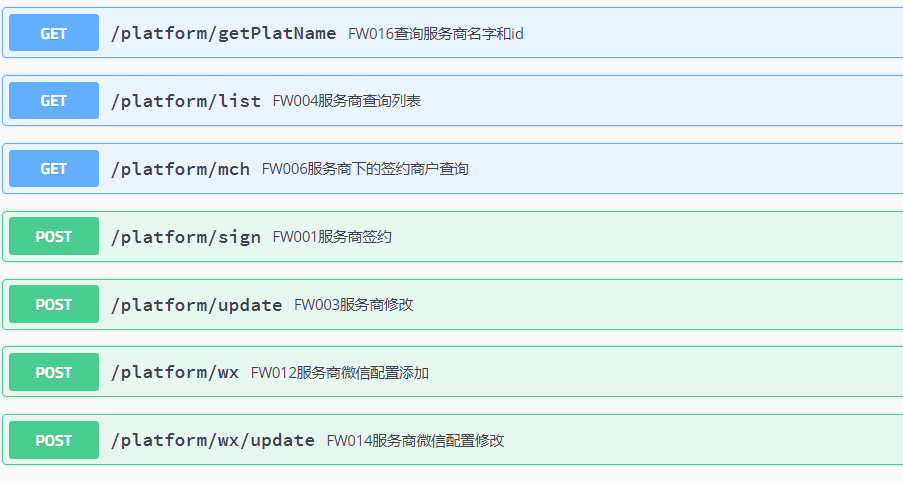 GET /platform/getPlatName FW016查询服务商名字和id
GET /platform/list FW004服务商查询列表
GET /platform/mch FW006服务商下的签约商户查询
POST /platform/sign FW001服务商签约
POST /platform/update FW003服务商修改
POST /platform/wx FW012服务商微信配置添加
POST /platform/wx/update FW014服务商微信配置修改